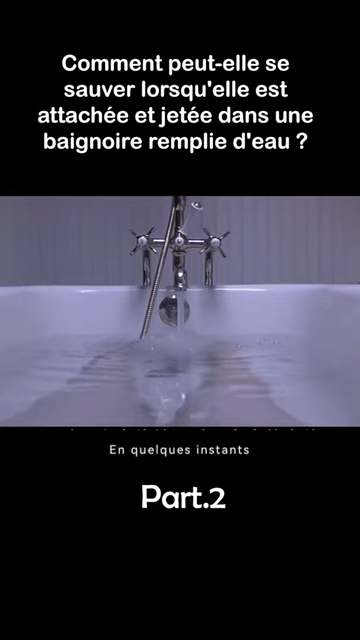 Comment peut-elle se
sauver lorsqu'elle est
attachée et jetée dans une
baignoire remplie d'eau ?
En quelques instants
Part.2